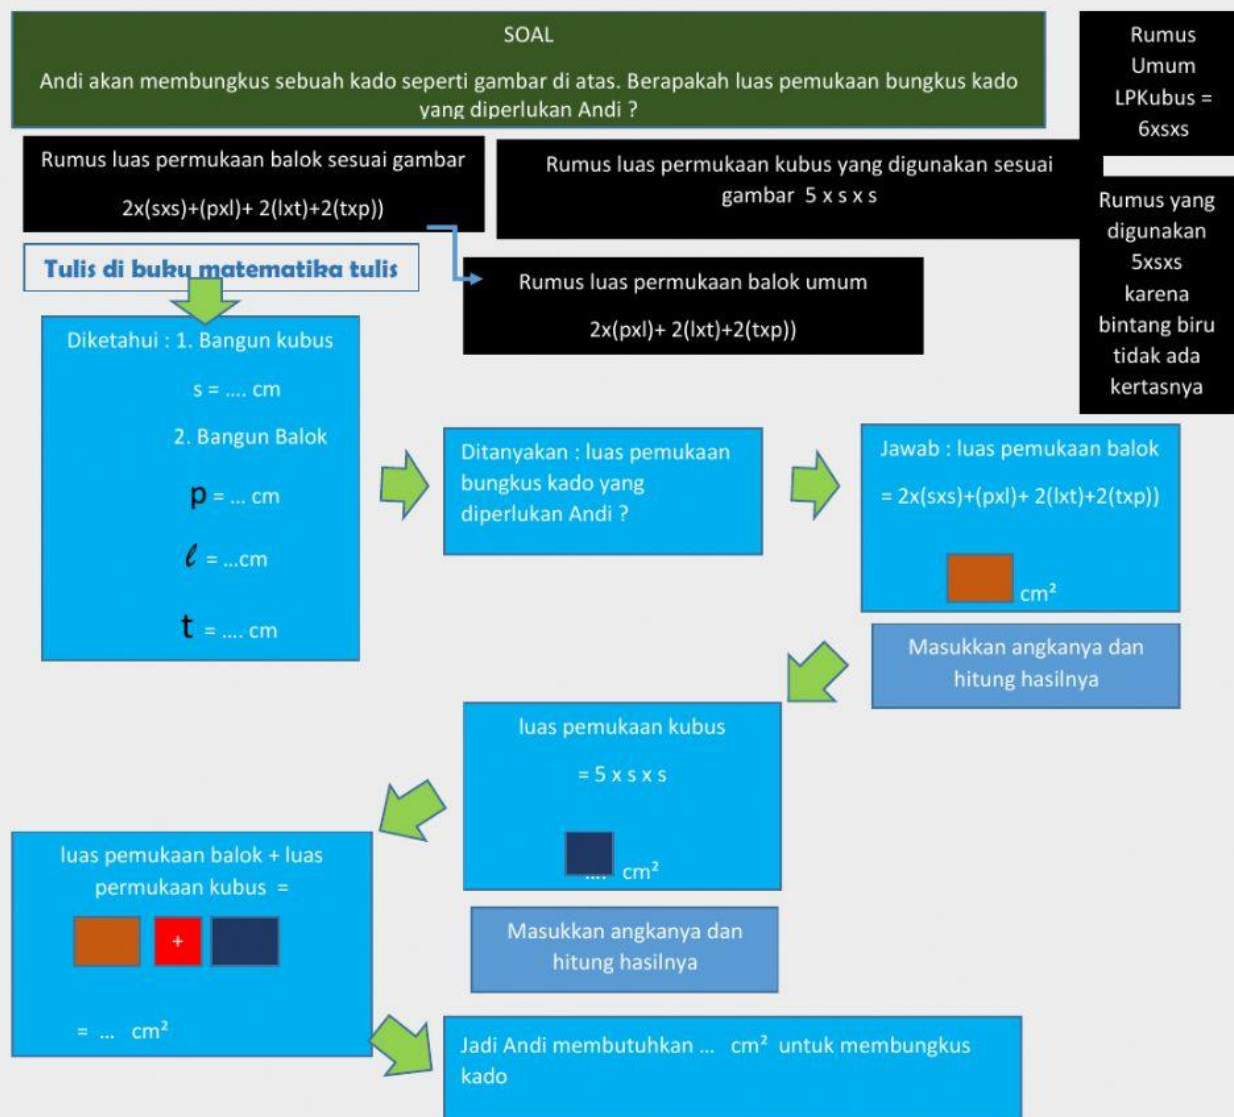 SOAL
Andi akan membungkus sebuah kado seperti gambar di atas. Berapakah luas pemukaan bungkus kado
yang diperlukan Andi ?
Rumus
Umum
LPKubus =
6xsxs
Rumus luas permukaan balok sesuai gambar
2x(sxs)+(pxl)+ 2(lxt)+2(txp))
Rumus luas permukaan kubus yang digunakan sesuai
gambar 5 x s x s
Rumus yang
digunakan
5xsxs
karena
bintang biru
tidak ada
kertasnya
Tulis di buku matematika tulis
Rumus luas permukaan balok umum
2x(pxl)+ 2(lxt)+2(txp))
Diketahui : 1. Bangun kubus
s = .... cm
2. Bangun Balok
p = ... cm
ℓ = ...cm
t = .... cm
Ditanyakan : luas pemukaan
bungkus kado yang
diperlukan Andi ?
Jawab : luas pemukaan balok
= 2x(sxs)+(pxl)+ 2(lxt)+2(txp))
cm²
Masukkan angkanya dan
hitung hasilnya
luas pemukaan kubus
= 5 x s x s
.... cm²
Masukkan angkanya dan
hitung hasilnya
luas pemukaan balok + luas
permukaan kubus =
+
= ... cm²
Jadi Andi membutuhkan ... cm² untuk membungkus
kado